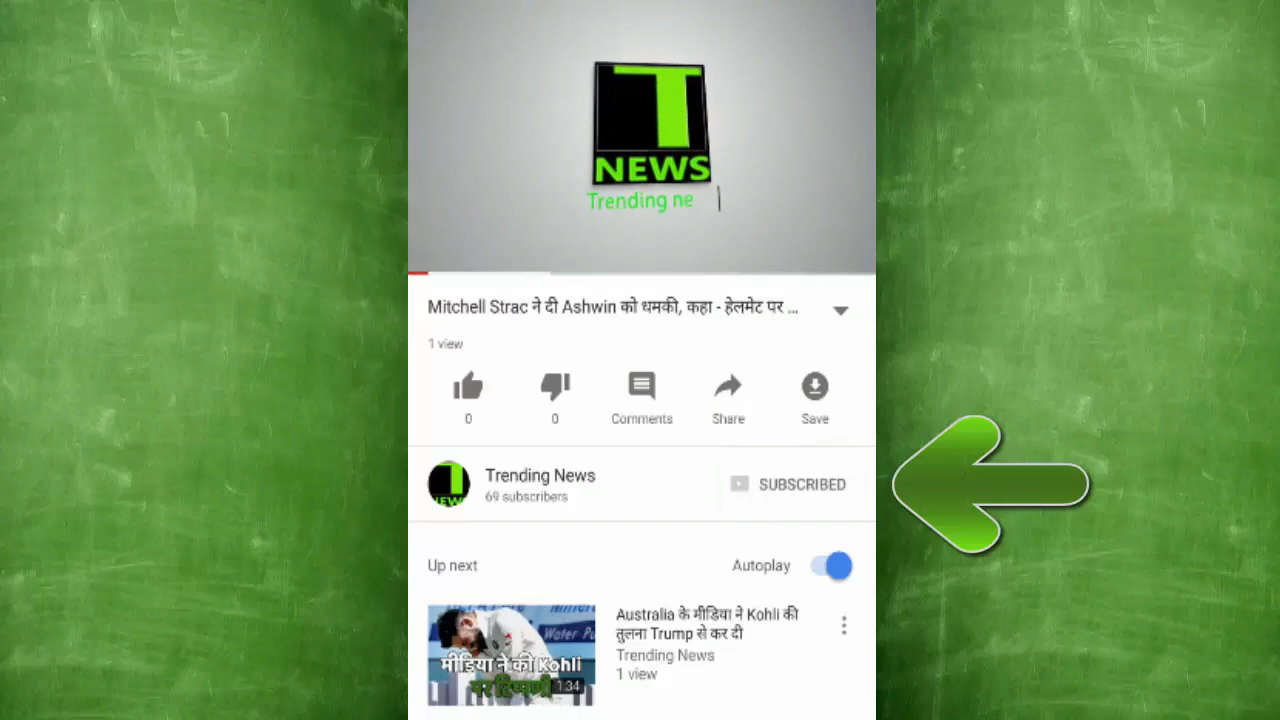 T
NEWS
Trending ne
Mitchell Strac ने दी Ashwin को धमकी, कहा - हेलमेट पर ...
1 view
0
0
Comments
Share
Save
T
NEWS
Trending News
69 subscribers
SUBSCRIBED
Up next
Autoplay
Australia के मीडिया ने Kohli की
तुलना Trump से कर दी
Trending News
1 view
Water
मीडिया ने की Kohli
पर टिप्पणी
1:34